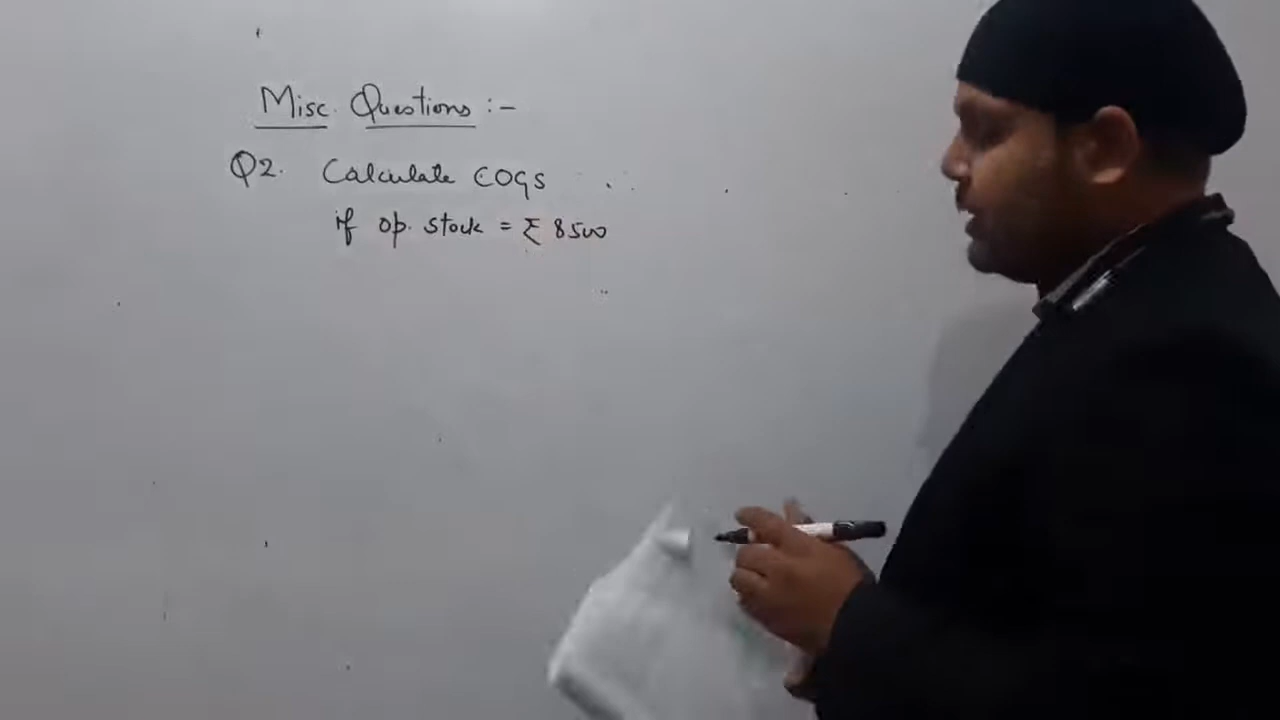 Misc. Questions :-
Q2. Calculate COGS
if op. stock = ₹ 8500